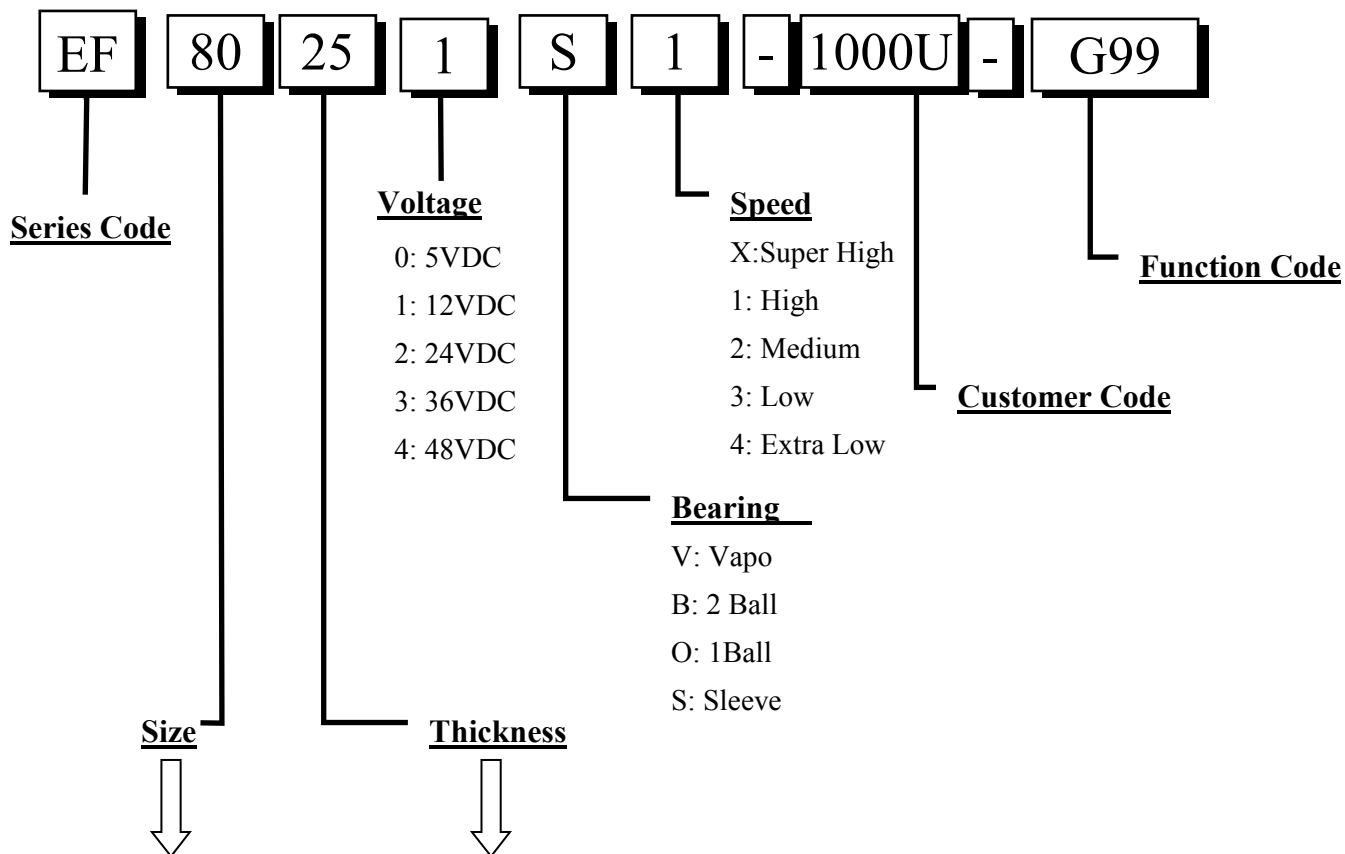 EF 80 25 1 S 1 - 1000U - G99
Series Code
Voltage
0: 5VDC
1: 12VDC
2: 24VDC
3: 36VDC
4: 48VDC
Speed
X:Super High
1: High
2: Medium
3: Low
4: Extra Low
Function Code
Customer Code
Bearing
V: Vapo
B: 2 Ball
O: 1Ball
S: Sleeve
Size
Thickness